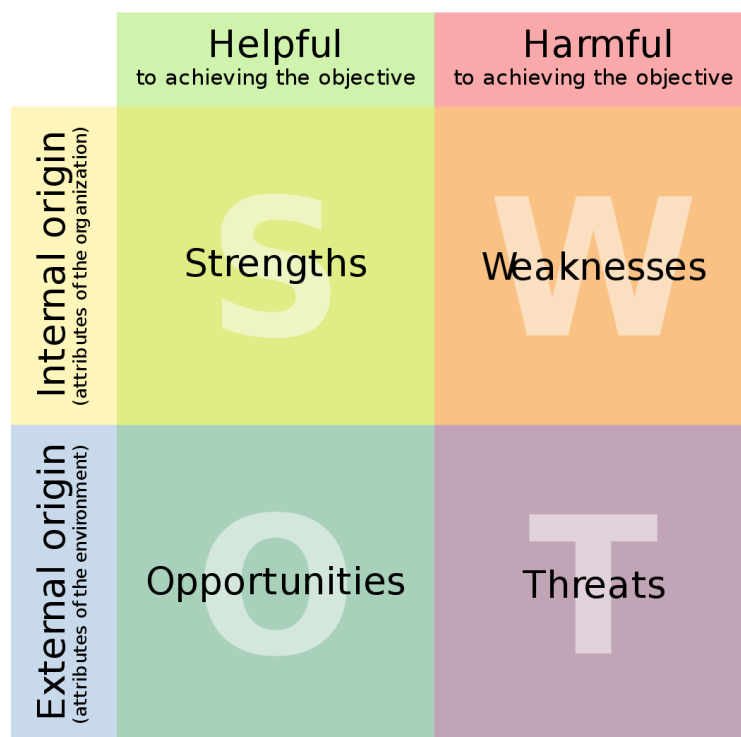 Helpful
to achieving the objective
Harmful
to achieving the objective
Internal origin
(attributes of the organization)
S
Strengths
W
Weaknesses
External origin
(attributes of the environment)
O
Opportunities
T
Threats